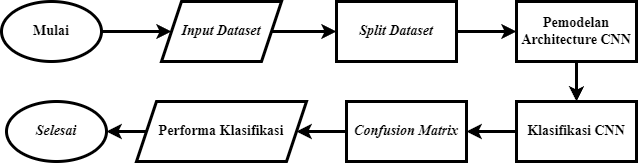 Mulai
Input Dataset
Split Dataset
Pemodelan
Architecture CNN
Klasifikasi CNN
Confusion Matrix
Performa Klasifikasi
Selesai